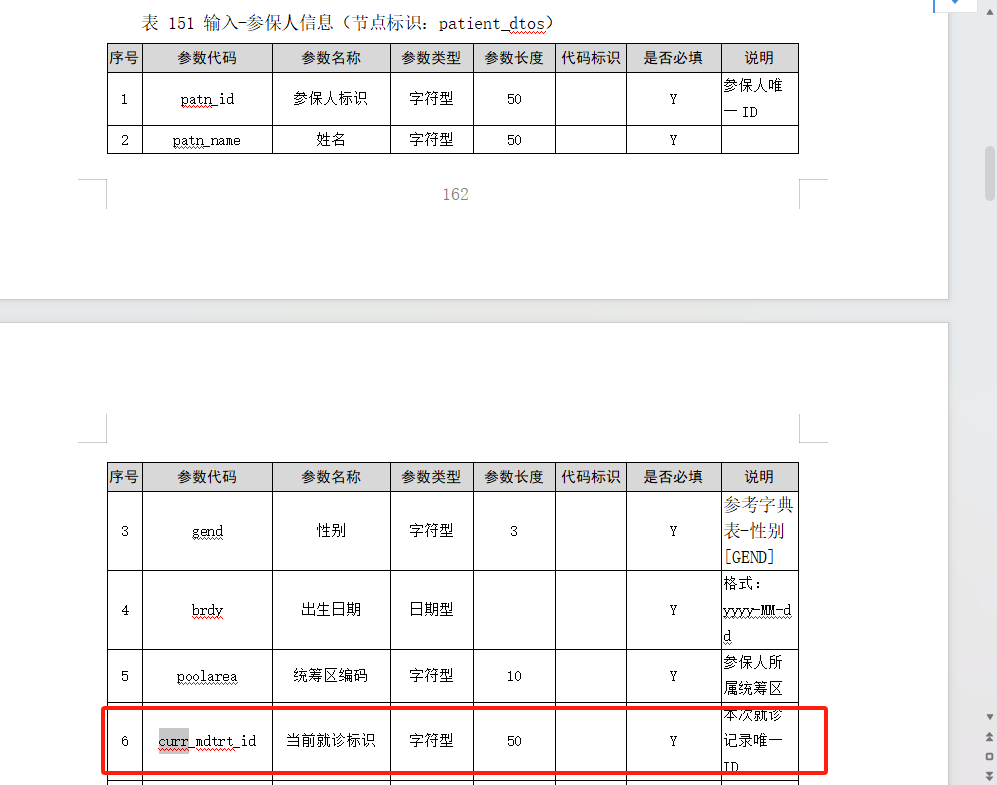 表 151 输入-参保人信息（节点标识：patient_dtos）
序号 参数代码 参数名称 参数类型 参数长度 代码标识 是否必填 说明
1 patn_id 参保人标识 字符型 50 Y 参保人唯
一 ID
2 patn_name 姓名 字符型 50 Y
162
序号 参数代码 参数名称 参数类型 参数长度 代码标识 是否必填 说明
3 gend 性别 字符型 3 Y 参考字典
表-性别
[GEND]
4 brdy 出生日期 日期型 Y 格式：
yyyy-MM-d
d
5 poolarea 统筹区编码 字符型 10 Y 参保人所
属统筹区
6 curr_mdtrt_id 当前就诊标识 字符型 50 Y 本次就诊
记录唯一
ID